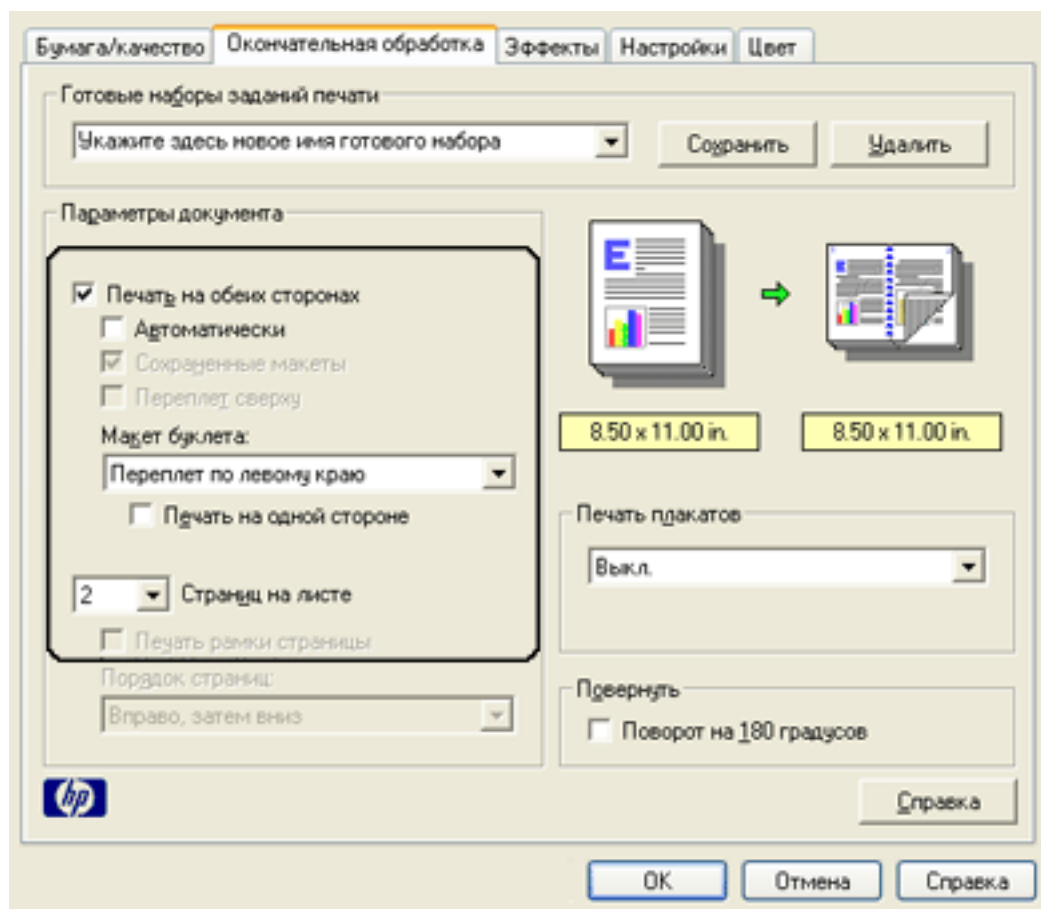 Бумага/качество Окончательная обработка Эффекты Настройки Цвет
Готовые наборы заданий печати
Укажите здесь новое имя готового набора Сохранить Удалить
Параметры документа
Печать на обеих сторонах
Автоматически
Сохраненные макеты
Переплет сверху
Макет буклета:
Переплет по левому краю
Печать на одной стороне
2 Страниц на листе
Печать рамки страницы
Порядок страниц:
Вправо, затем вниз
E
8.50 x 11.00 in. 8.50 x 11.00 in.
Печать плакатов
Выкл.
Повернуть
Поворот на 180 градусов
hp
Справка
OK Отмена Справка